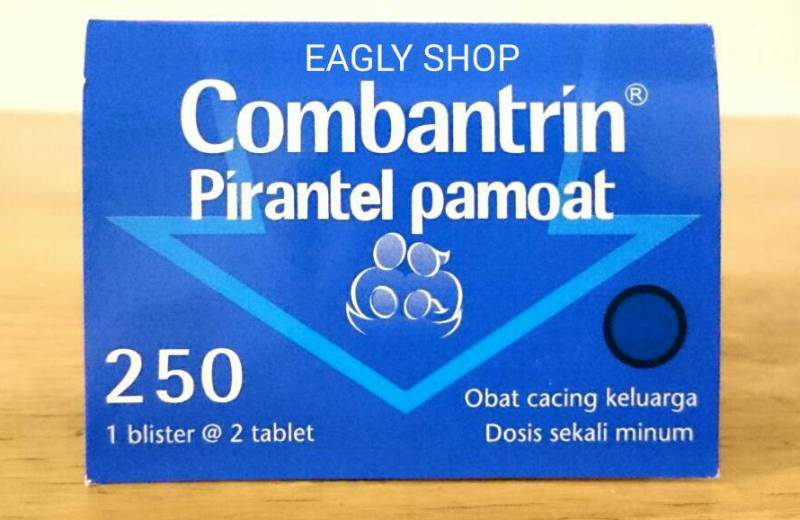 EAGLY SHOP
Combantrin®
Pirantel pamoat
250
1 blister @ 2 tablet
Obat cacing keluarga
Dosis sekali minum